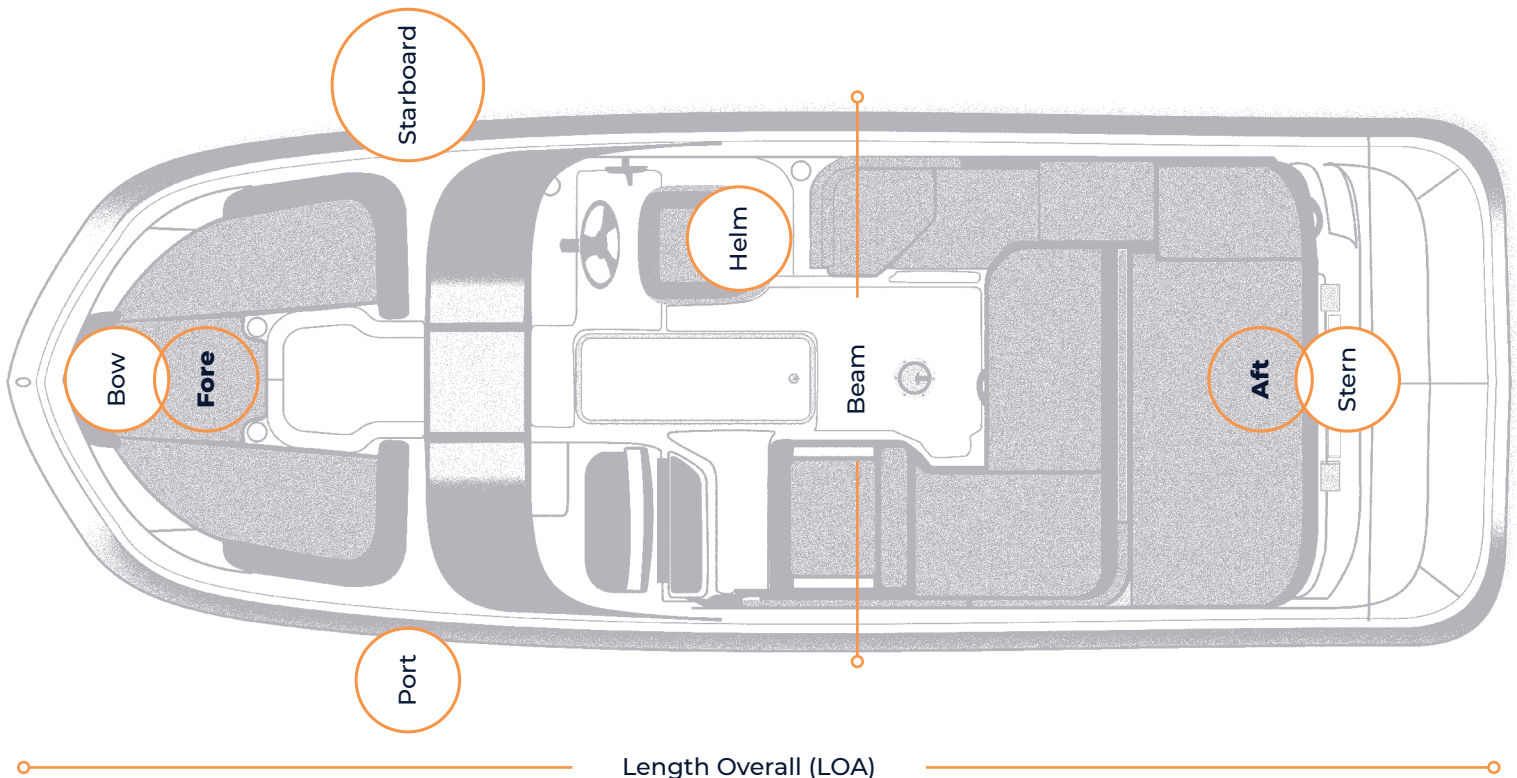 Starboard
Helm
Bow
Fore
Beam
Aft
Stern
Port
Length Overall (LOA)